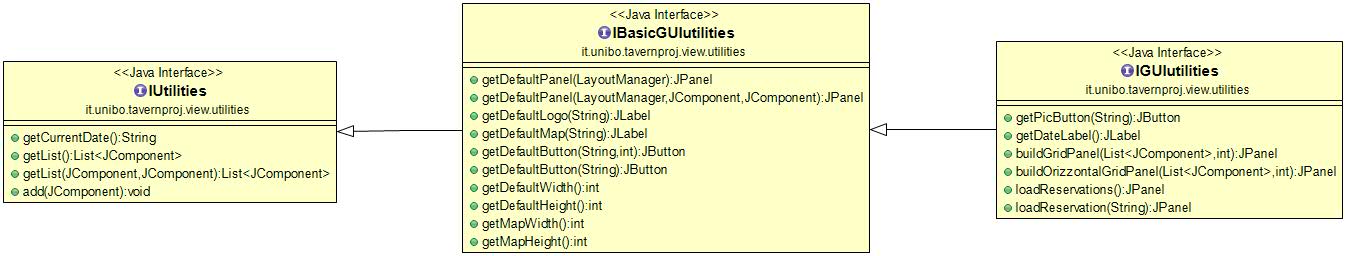 <<Java Interface>>
IUtilities
it.unibo.tavernproj.view.utilities
getCurrentDate():String
getList():List<JComponent>
getList(JComponent,JComponent):List<JComponent>
add(JComponent):void
<<Java Interface>>
IBasicGUIutilities
it.unibo.tavernproj.view.utilities
getDefaultPanel(LayoutManager):JPanel
getDefaultPanel(LayoutManager,JComponent,JComponent):JPanel
getDefaultLogo(String):JLabel
getDefaultMap(String):JLabel
getDefaultButton(String,int):JButton
getDefaultButton(String):JButton
getDefaultWidth():int
getDefaultHeight():int
getMapWidth():int
getMapHeight():int
<<Java Interface>>
IGUIutilities
it.unibo.tavernproj.view.utilities
getPicButton(String):JButton
getDateLabel():JLabel
buildGridPanel(List<JComponent>,int):JPanel
buildOrizzontalGridPanel(List<JComponent>,int):JPanel
loadReservations():JPanel
loadReservation(String):JPanel